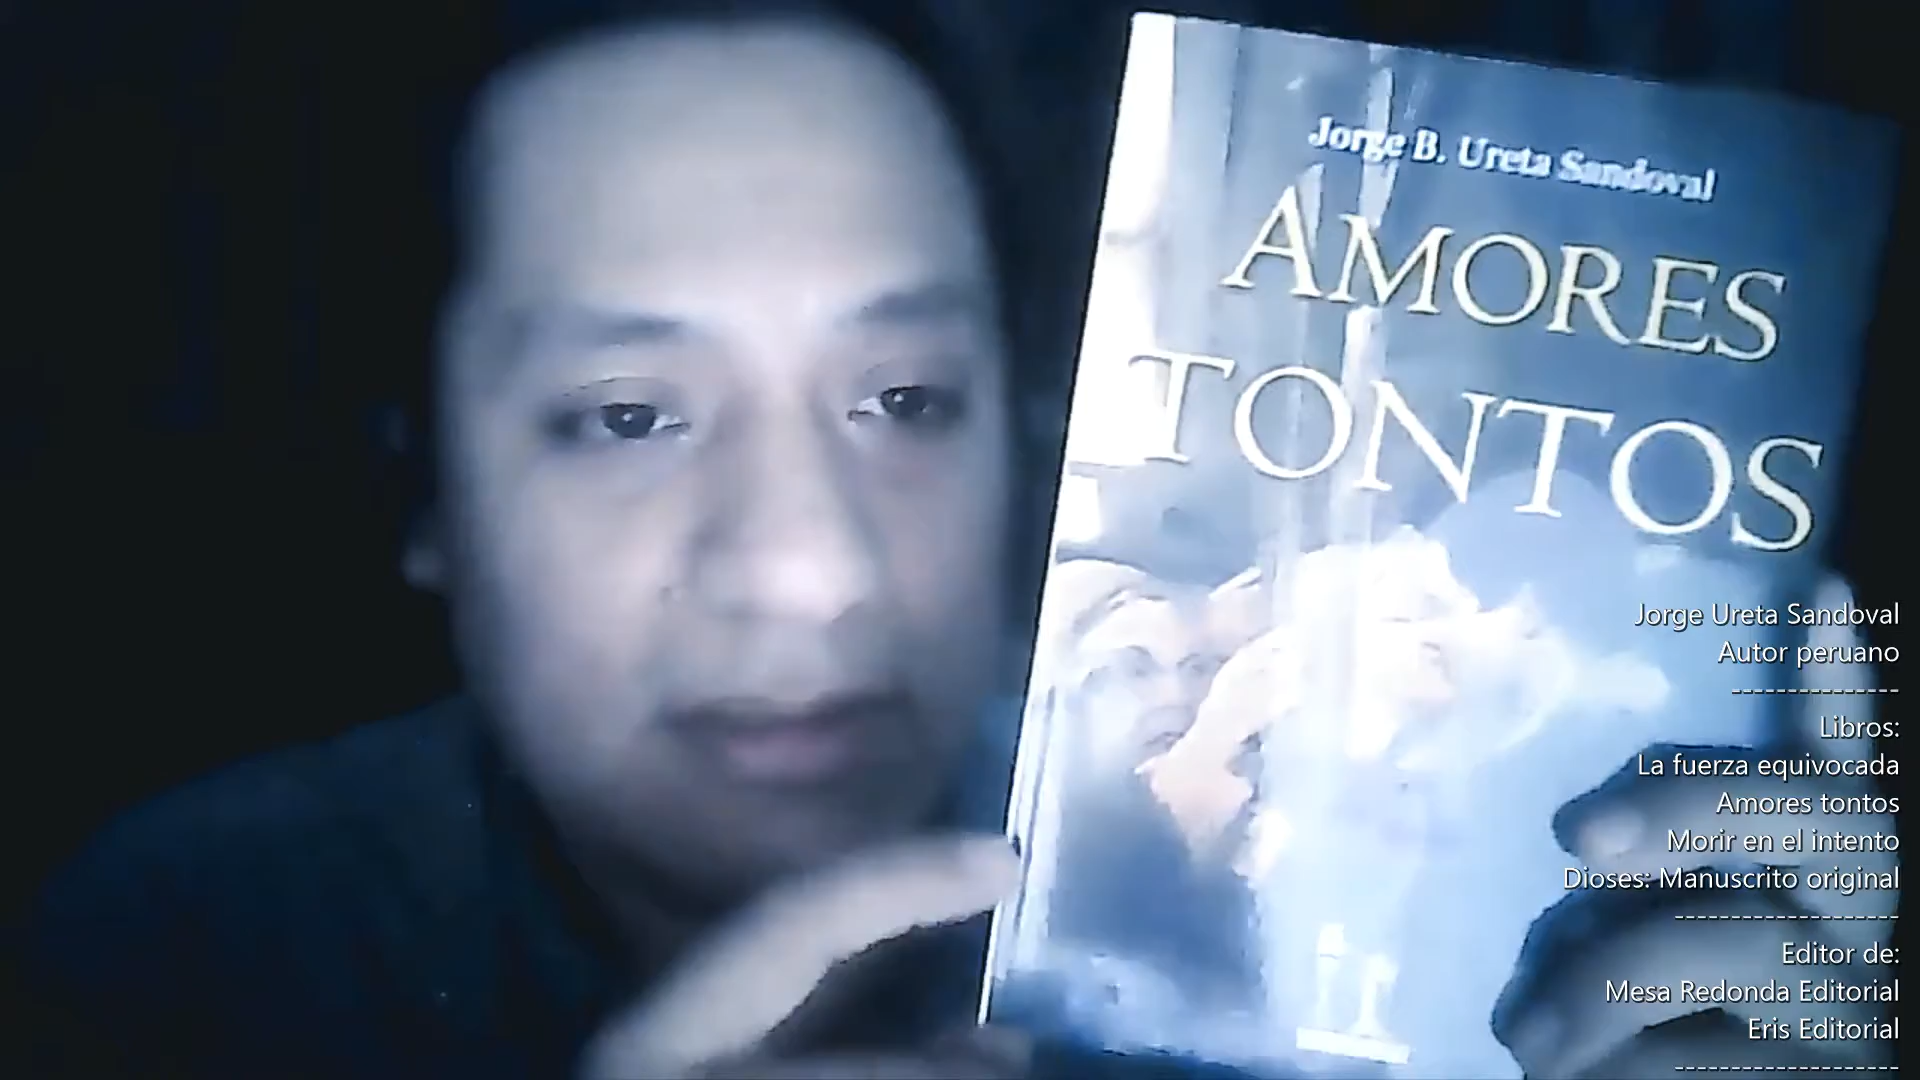 Jorge B. Ureta Sandoval
AMORES
TONTOS
Jorge Ureta Sandoval
Autor peruano
---------------
Libros:
La fuerza equivocada
Amores tontos
Morir en el intento
Dioses: Manuscrito original
--------------------
Editor de:
Mesa Redonda Editorial
Eris Editorial
--------------------